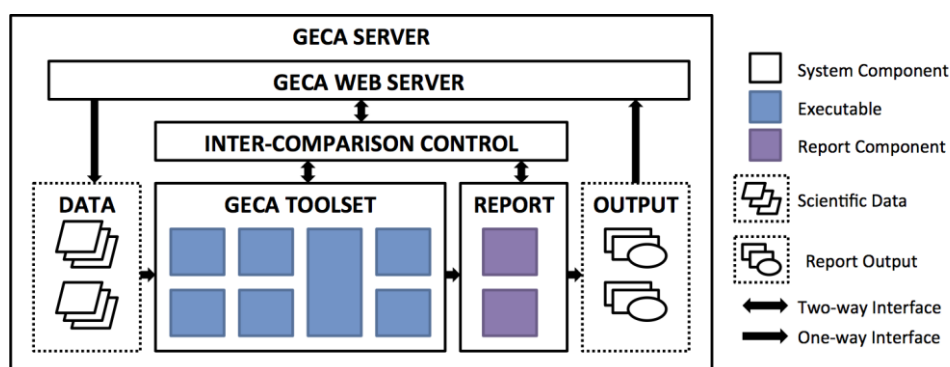 GECA SERVER
GECA WEB SERVER
INTER-COMPARISON CONTROL
DATA
GECA TOOLSET
REPORT
OUTPUT
System Component
Executable
Report Component
Scientific Data
Report Output
Two-way Interface
One-way Interface